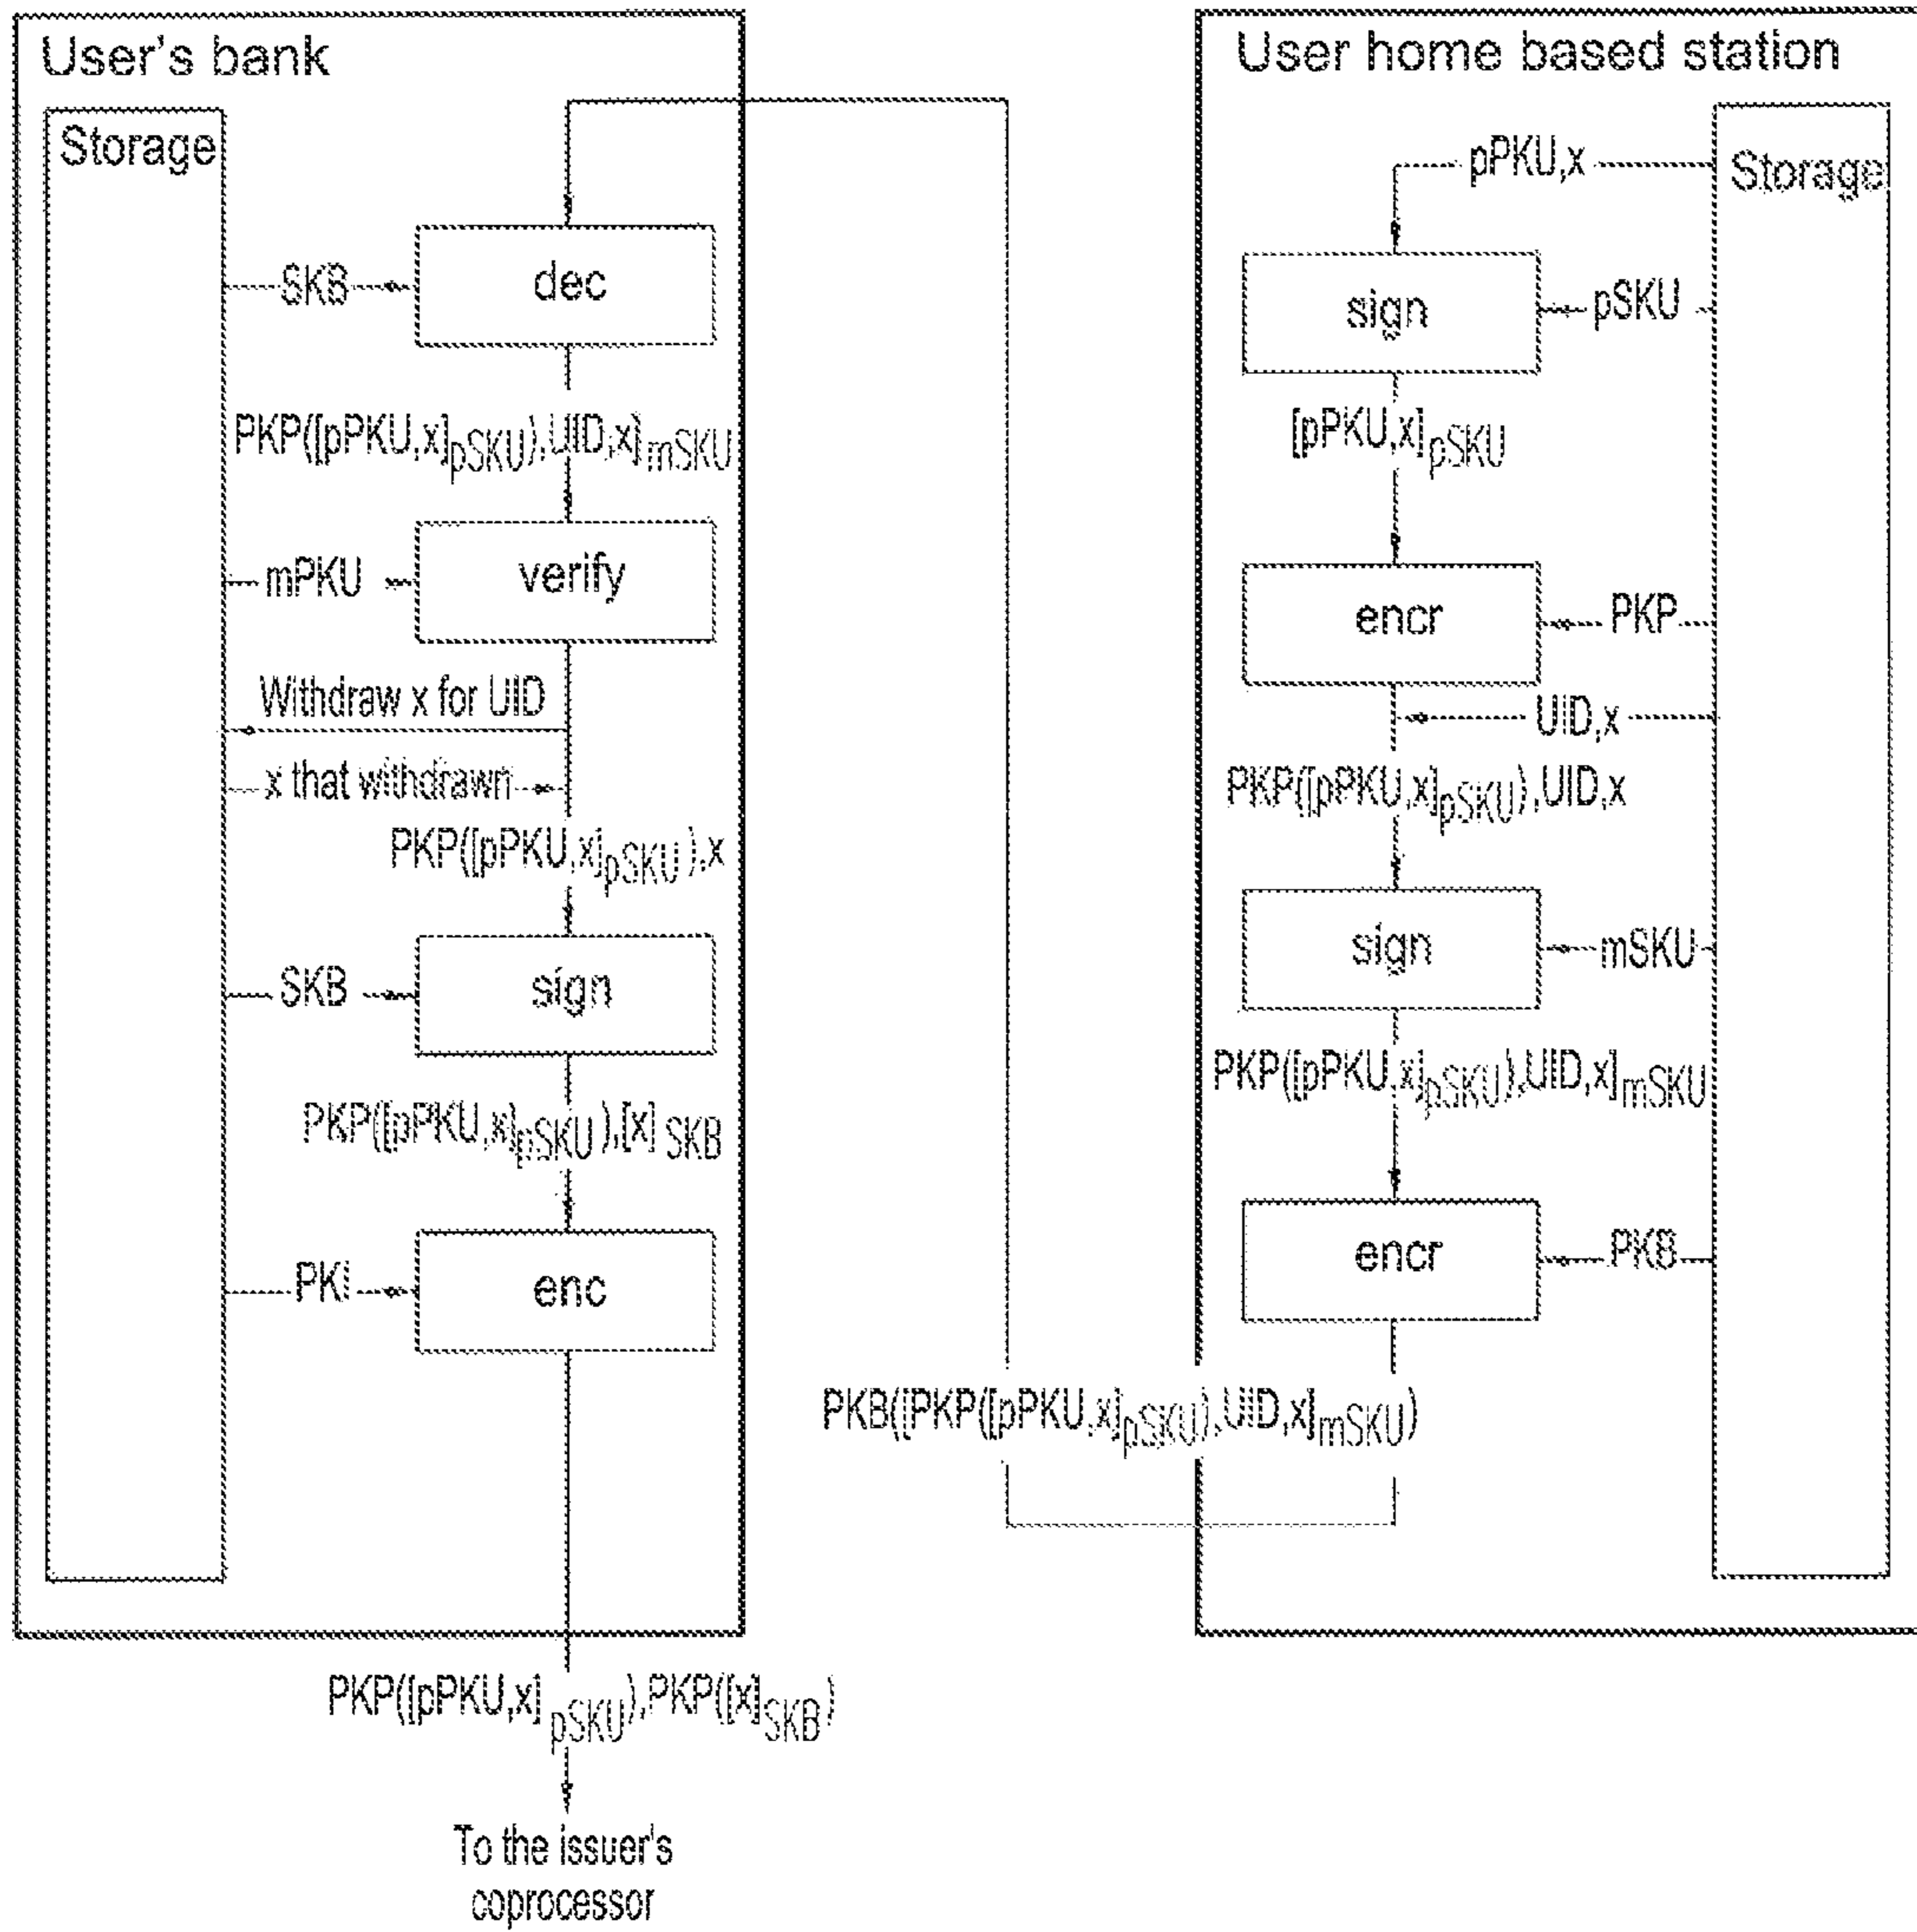 User's bank
Storage
SKB
dec
PKP([pPKU,x]pSKU),UID,x]mSKU
mPKU
verify
Withdraw x for UID
x that withdrawn
PKP([pPKU,x]pSKU),x
SKB
sign
PKP([pPKU,x]pSKU),[x] SKB
PKI
enc
PKP([pPKU,x]pSKU),PKP([x]SKB)
To the issuer's
coprocessor
User home based station
Storage
pPKU,x
sign
pSKU
[pPKU,x]pSKU
encr
PKP
UID,x
PKP([pPKU,x]pSKU),UID,x
sign
mSKU
PKP([pPKU,x]pSKU),UID,x]mSKU
encr
PKB
PKB([PKP([pPKU,x]pSKU),UID,x]mSKU)